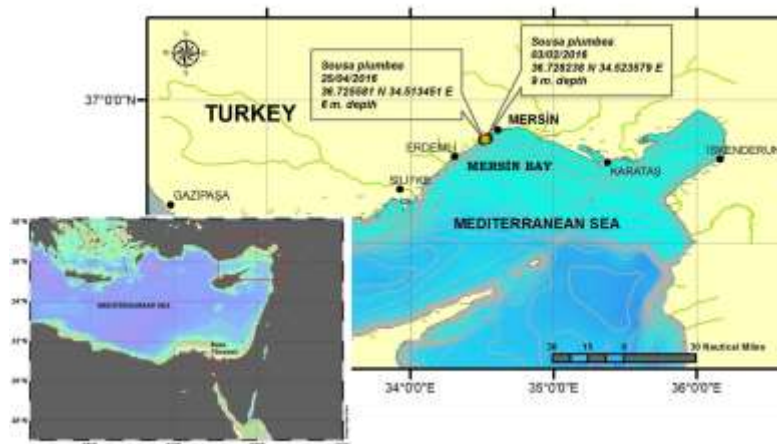 Sousa plumbea
03/02/2016
36.728238 N 34.523579 E
9 m. depth
Sousa plumbea
25/04/2016
36.725581 N 34.513451 E
6 m. depth
37°0'0"N
TURKEY
MERSİN
ERDEMLİ
MERSIN BAY
İSKENDERUN
KARATAŞ
SİLİFKE
GAZİPAŞA
MEDITERRANEAN SEA
MEDITERRANEAN SEA
30 Nautical Miles
34°0'0"E
35°0'0"E
36°0'0"E